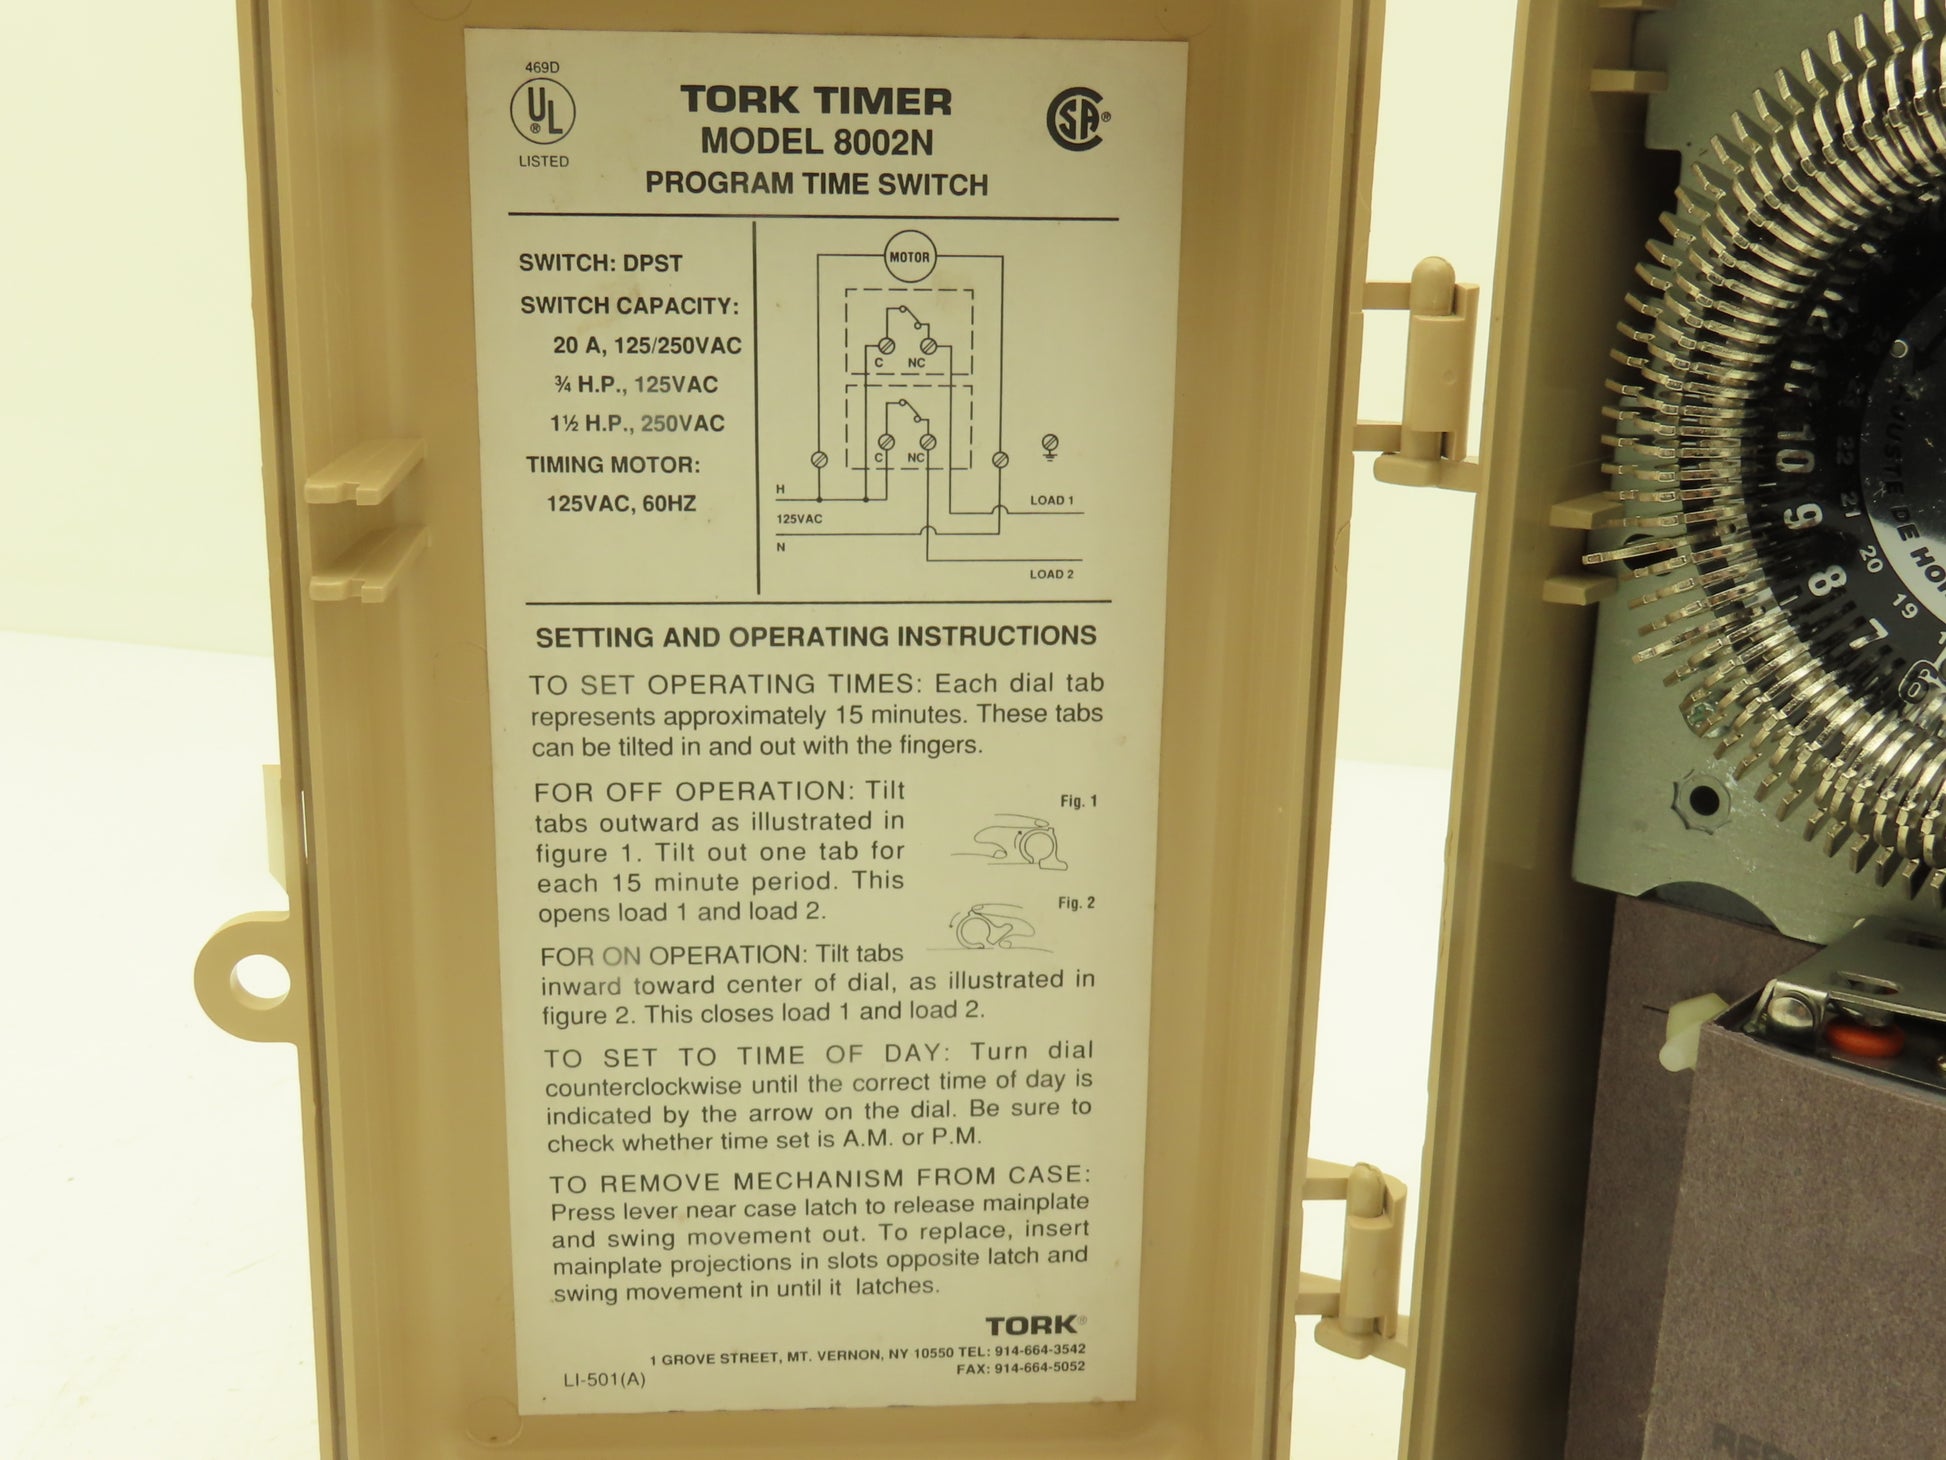 469D
UL
®
LISTED
TORK TIMER
MODEL 8002N
PROGRAM TIME SWITCH
SA®
SWITCH: DPST
SWITCH CAPACITY:
20 A, 125/250VAC
¾ H.P., 125VAC
1½ H.P., 250VAC
TIMING MOTOR:
125VAC, 60HZ
MOTOR
C NC
C NC
H
125VAC
N
LOAD 1
LOAD 2
SETTING AND OPERATING INSTRUCTIONS
TO SET OPERATING TIMES: Each dial tab
represents approximately 15 minutes. These tabs
can be tilted in and out with the fingers.
FOR OFF OPERATION: Tilt
tabs outward as illustrated in
figure 1. Tilt out one tab for
each 15 minute period. This
opens load 1 and load 2.
Fig. 1
Fig. 2
FOR ON OPERATION: Tilt tabs
inward toward center of dial, as illustrated in
figure 2. This closes load 1 and load 2.
TO SET TO TIME OF DAY: Turn dial
counterclockwise until the correct time of day is
indicated by the arrow on the dial. Be sure to
check whether time set is A.M. or P.M.
TO REMOVE MECHANISM FROM CASE:
Press lever near case latch to release mainplate
and swing movement out. To replace, insert
mainplate projections in slots opposite latch and
swing movement in until it latches.
TORK®
1 GROVE STREET, MT. VERNON, NY 10550 TEL: 914-664-3542
FAX: 914-664-5052
LI-501(A)
12 11 10 9 8 7 6
22 21 20 19
AJUSTE DE HO